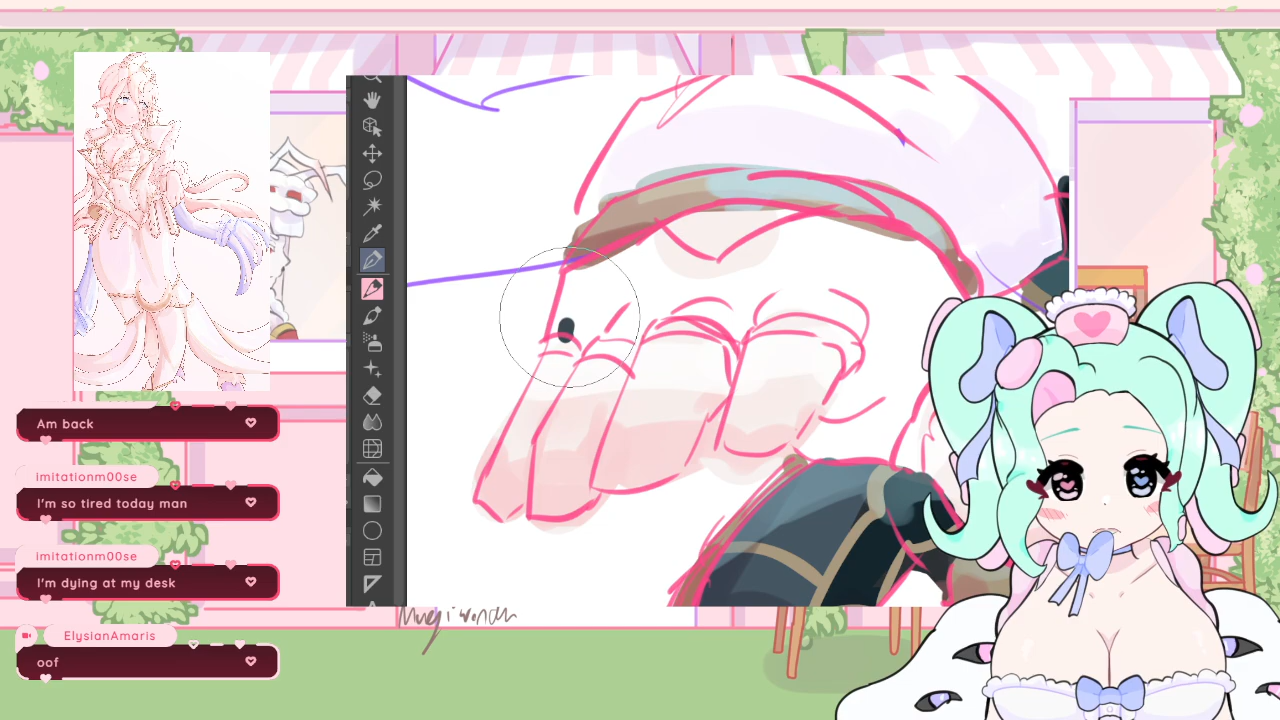 Am back
imitationm00se
I'm so tired today man
imitationm00se
I'm dying at my desk
ElysianAmaris
oof